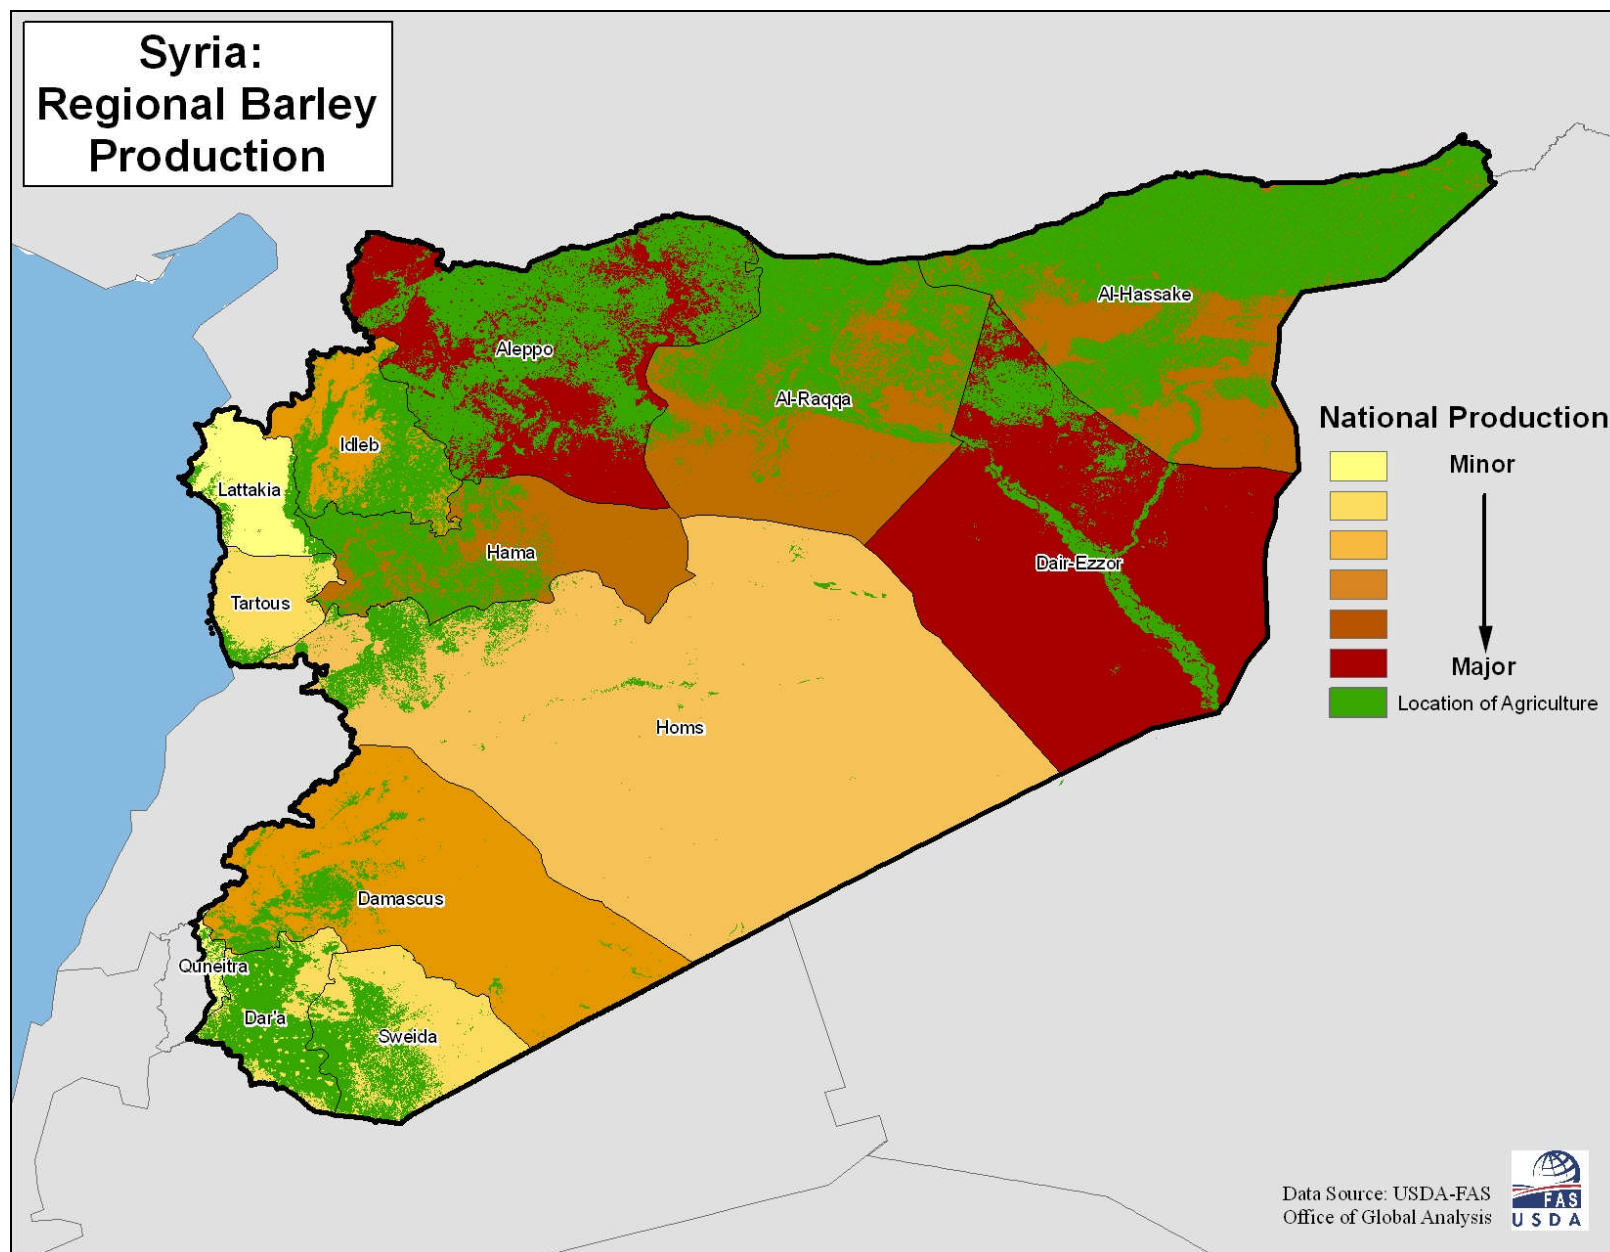 Syria:
Regional Barley
Production
Al-Hassake
Aleppo
Al-Raqqa
Idleb
Lattakia
Hama
Dair-Ezzor
Tartous
Homs
Damascus
Quneitra
Dar'a
Sweida
National Production
Minor
Major
Location of Agriculture
Data Source: USDA-FAS
Office of Global Analysis
FAS
USDA